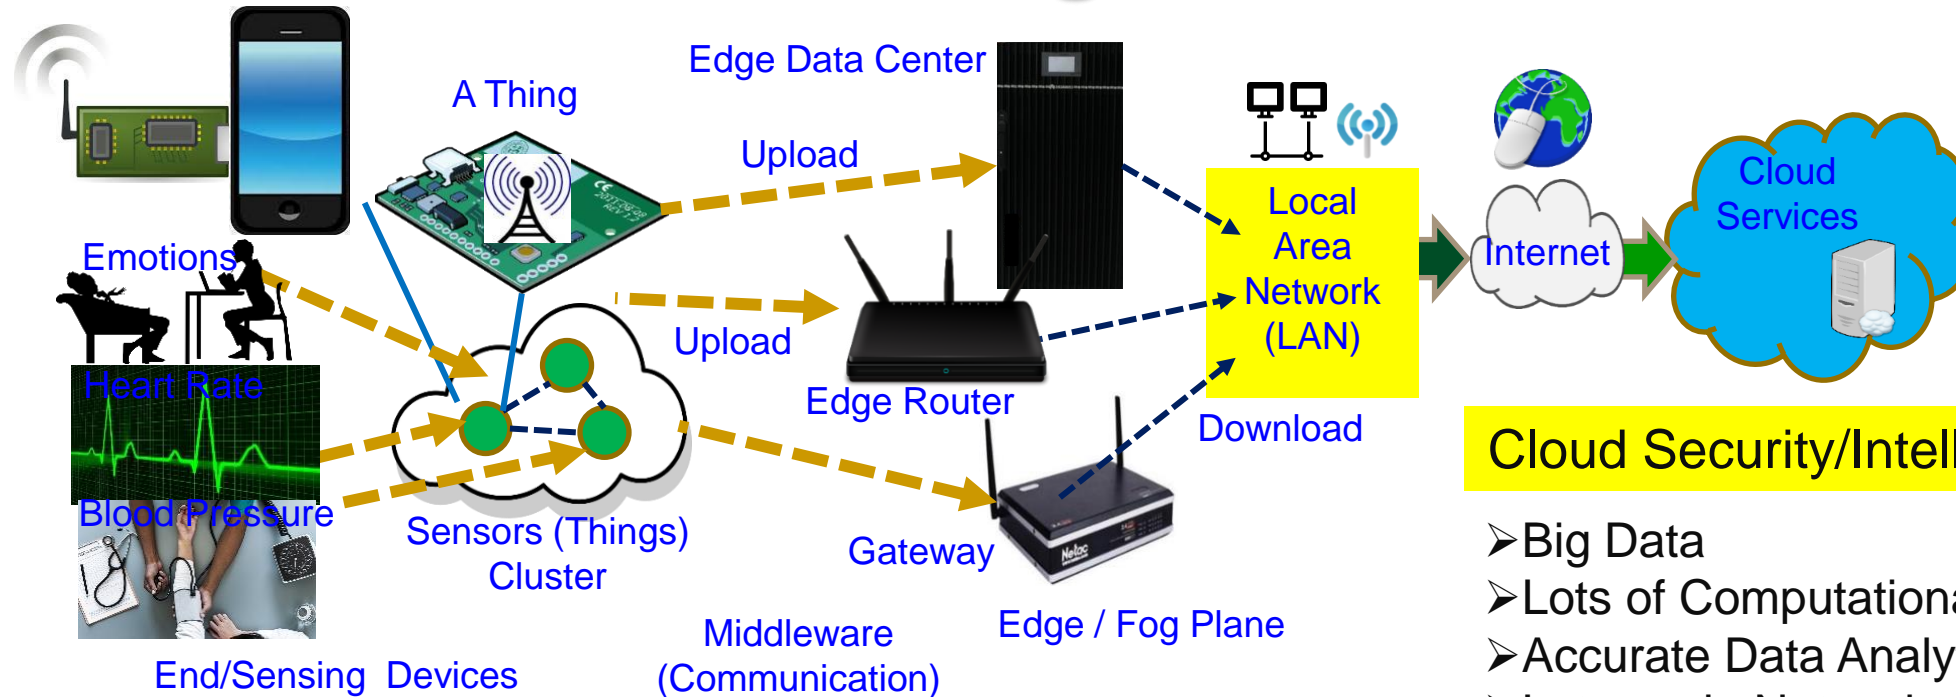 Edge Data Center
A Thing
Upload
CE
Emotions
Heart Rate
Blood Pressure
Upload
Edge Router
Sensors (Things)
Cluster
Gateway
Netac
Middleware
(Communication)
Edge / Fog Plane
End/Sensing Devices
Local
Area
Network
(LAN)
Download
Internet
Cloud
Services
Cloud Security/Intell
➢Big Data
➢Lots of Computationa
➢Accurate Data Analy